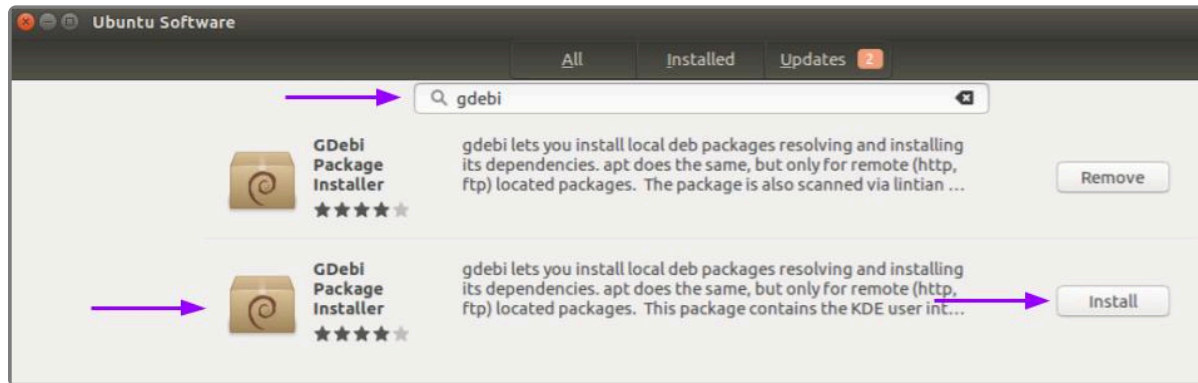 Ubuntu Software
All Installed Updates 2
gdebi
GDebi
Package
Installer
gdebi lets you install local deb packages resolving and installing
its dependencies. apt does the same, but only for remote (http,
ftp) located packages. The package is also scanned via lintian ...
Remove
GDebi
Package
Installer
gdebi lets you install local deb packages resolving and installing
its dependencies. apt does the same, but only for remote (http,
ftp) located packages. This package contains the KDE user int...
Install